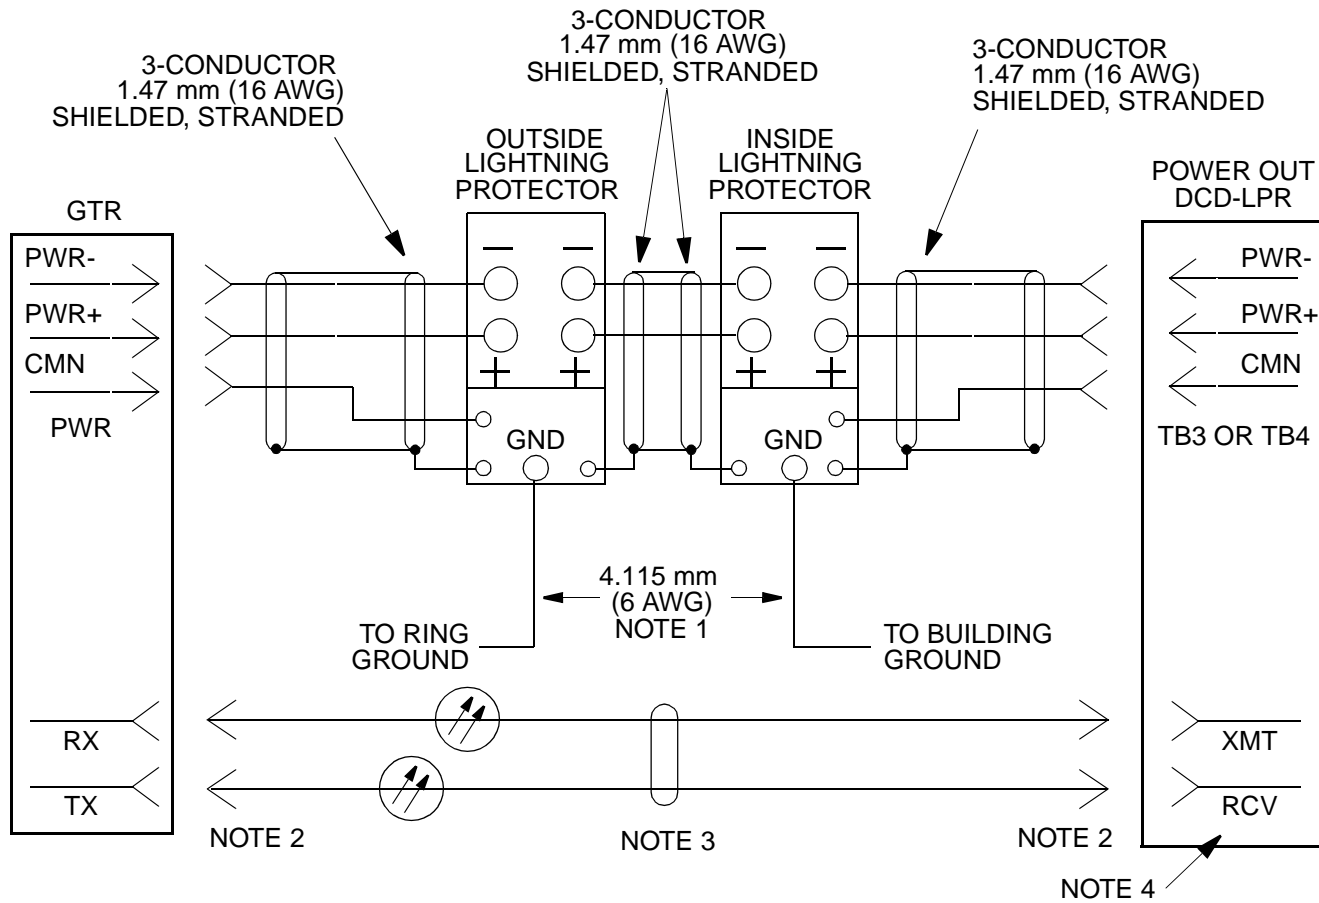 3-CONDUCTOR
1.47 mm (16 AWG)
SHIELDED, STRANDED
3-CONDUCTOR
1.47 mm (16 AWG)
SHIELDED, STRANDED
3-CONDUCTOR
1.47 mm (16 AWG)
SHIELDED, STRANDED
OUTSIDE
LIGHTNING
PROTECTOR
INSIDE
LIGHTNING
PROTECTOR
POWER OUT
DCD-LPR
GTR
PWR-
PWR+
CMN
PWR
GND
GND
PWR-
PWR+
CMN
TB3 OR TB4
4.115 mm
(6 AWG)
NOTE 1
TO RING
GROUND
TO BUILDING
GROUND
RX
TX
XMT
RCV
NOTE 2
NOTE 3
NOTE 2
NOTE 4